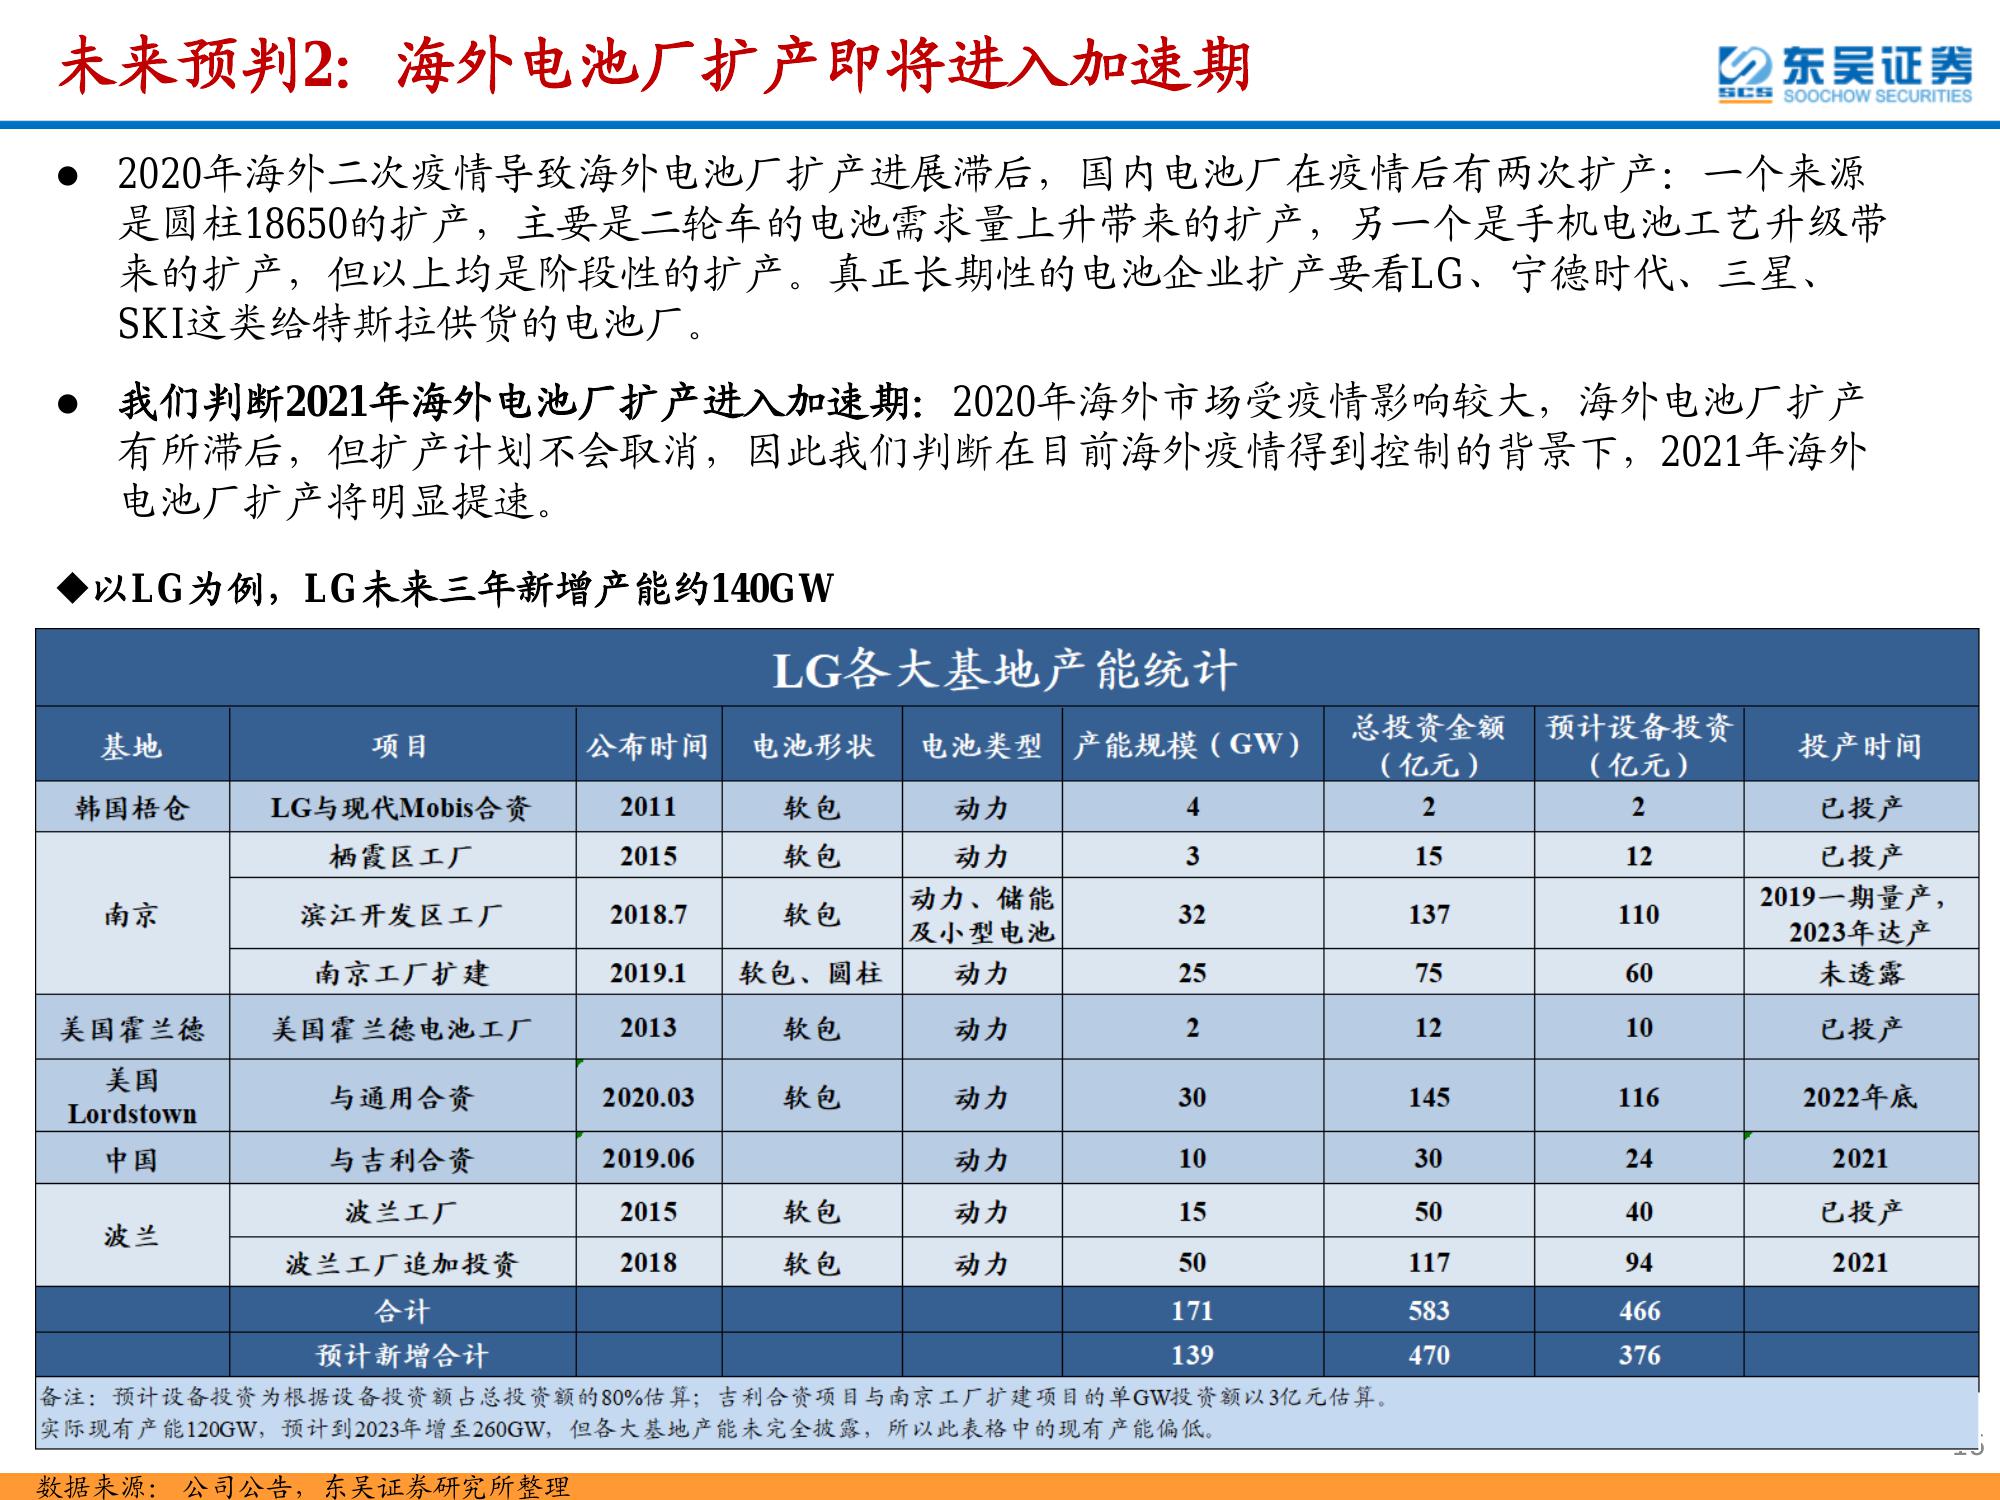 未来预判2：海外电池厂扩产即将进入加速期
东吴证券
SCS SOOCHOW SECURITIES
● 2020年海外二次疫情导致海外电池厂扩产进展滞后，国内电池厂在疫情后有两次扩产：一个来源
是圆柱18650的扩产，主要是二轮车的电池需求量上升带来的扩产，另一个是手机电池工艺升级带
来的扩产，但以上均是阶段性的扩产。真正长期性的电池企业扩产要看LG、宁德时代、三星、
SKI这类给特斯拉供货的电池厂。
● 我们判断2021年海外电池厂扩产进入加速期：2020年海外市场受疫情影响较大，海外电池厂扩产
有所滞后，但扩产计划不会取消，因此我们判断在目前海外疫情得到控制的背景下，2021年海外
电池厂扩产将明显提速。
◆以LG为例，LG未来三年新增产能约140GW
LG各大基地产能统计
基地 项目 公布时间 电池形状 电池类型 产能规模（GW） 总投资金额（亿元） 预计设备投资（亿元） 投产时间
韩国梧仓 LG与现代Mobis合资 2011 软包 动力 4 2 2 已投产
南京 栖霞区工厂 2015 软包 动力 3 15 12 已投产
滨江开发区工厂 2018.7 软包 动力、储能及小型电池 32 137 110 2019一期量产，2023年达产
南京工厂扩建 2019.1 软包、圆柱 动力 25 75 60 未透露
美国霍兰德 美国霍兰德电池工厂 2013 软包 动力 2 12 10 已投产
美国Lordstown 与通用合资 2020.03 软包 动力 30 145 116 2022年底
中国 与吉利合资 2019.06 动力 10 30 24 2021
波兰 波兰工厂 2015 软包 动力 15 50 40 已投产
波兰工厂追加投资 2018 软包 动力 50 117 94 2021
合计 171 583 466
预计新增合计 139 470 376
备注：预计设备投资为根据设备投资额占总投资额的80%估算；吉利合资项目与南京工厂扩建项目的单GW投资额以3亿元估算。
实际现有产能120GW，预计到2023年增至260GW，但各大基地产能未完全披露，所以此表格中的现有产能偏低。
数据来源： 公司公告，东吴证券研究所整理